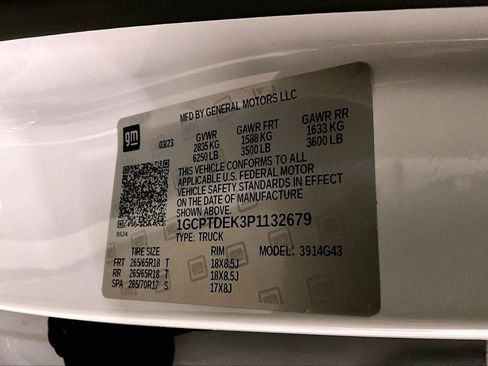 MFD BY GENERAL MOTORS LLC
gm
03/23 GVWR GAWR FRT GAWR RR
2835 KG 1588 KG 1633 KG
6250 LB 3500 LB 3600 LB
THIS VEHICLE CONFORMS TO ALL
APPLICABLE U.S. FEDERAL MOTOR
VEHICLE SAFETY STANDARDS IN EFFECT
ON THE DATE OF MANUFACTURE
SHOWN ABOVE.
1GCPTDEK3P1132679
TYPE: TRUCK
TIRE SIZE RIM MODEL: 3914G43
FRT 265/65R18 T 18X8.5J
RR 265/65R18 T 18X8.5J
SPA 265/70R17 S 17X8J